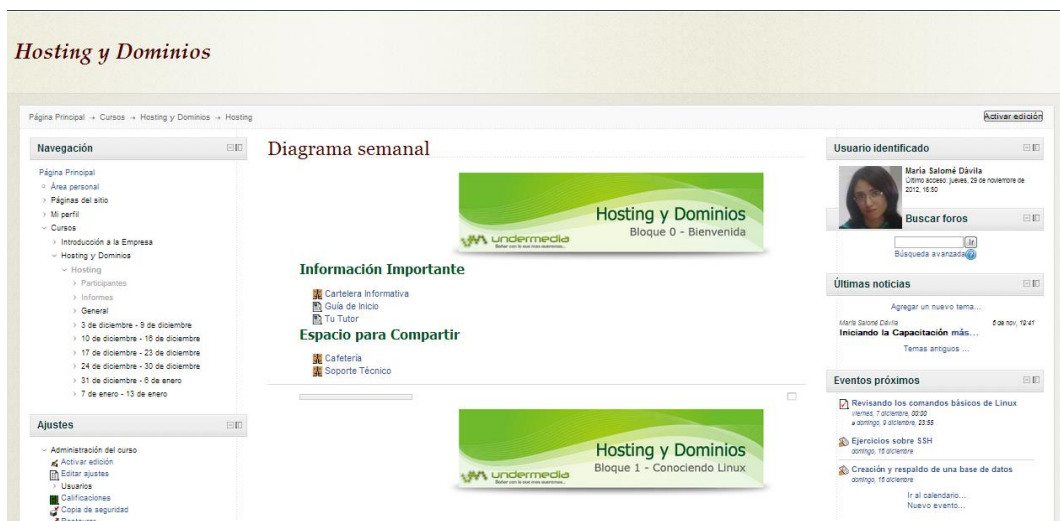 Hosting y Dominios
Página Principal → Cursos → Hosting y Dominios → Hosting
Activar edición
Navegación
Página Principal
Área personal
Páginas del sitio
Mi perfil
Cursos
Introducción a la Empresa
Hosting y Dominios
Hosting
Participantes
Informes
General
3 de diciembre - 9 de diciembre
10 de diciembre - 16 de diciembre
17 de diciembre - 23 de diciembre
24 de diciembre - 30 de diciembre
31 de diciembre - 6 de enero
7 de enero - 13 de enero
Ajustes
Administración del curso
Activar edición
Editar ajustes
Usuarios
Calificaciones
Copia de seguridad
Restaurar
Diagrama semanal
Hosting y Dominios
Bloque 0 - Bienvenida
undermedia
Información Importante
Cartelera Informativa
Guía de Inicio
Tu Tutor
Espacio para Compartir
Cafetería
Soporte Técnico
Hosting y Dominios
Bloque 1 - Conociendo Linux
undermedia
Usuario identificado
María Salomé Dávila
Último acceso: jueves, 29 de noviembre de
2012, 16:50
Buscar foros
Ir
Búsqueda avanzada
Últimas noticias
Agregar un nuevo tema...
María Salomé Dávila 6 de nov, 19:41
Iniciando la Capacitación más...
Temas antiguos ...
Eventos próximos
Revisando los comandos básicos de Linux
viernes, 7 diciembre, 00:00
» domingo, 9 diciembre, 23:55
Ejercicios sobre SSH
domingo, 16 diciembre
Creación y respaldo de una base de datos
domingo, 16 diciembre
Ir al calendario...
Nuevo evento...